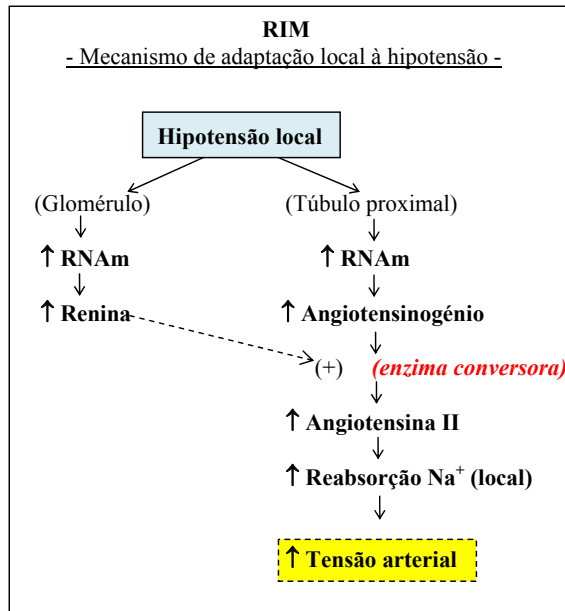 RIM
- Mecanismo de adaptação local à hipotensão -
Hipotensão local
(Glomérulo) (Túbulo proximal)
↑ RNAm ↑ RNAm
↑ Renina ↑ Angiotensinogénio
(+) (enzima conversora)
↑ Angiotensina II
↑ Reabsorção Na⁺ (local)
↑ Tensão arterial